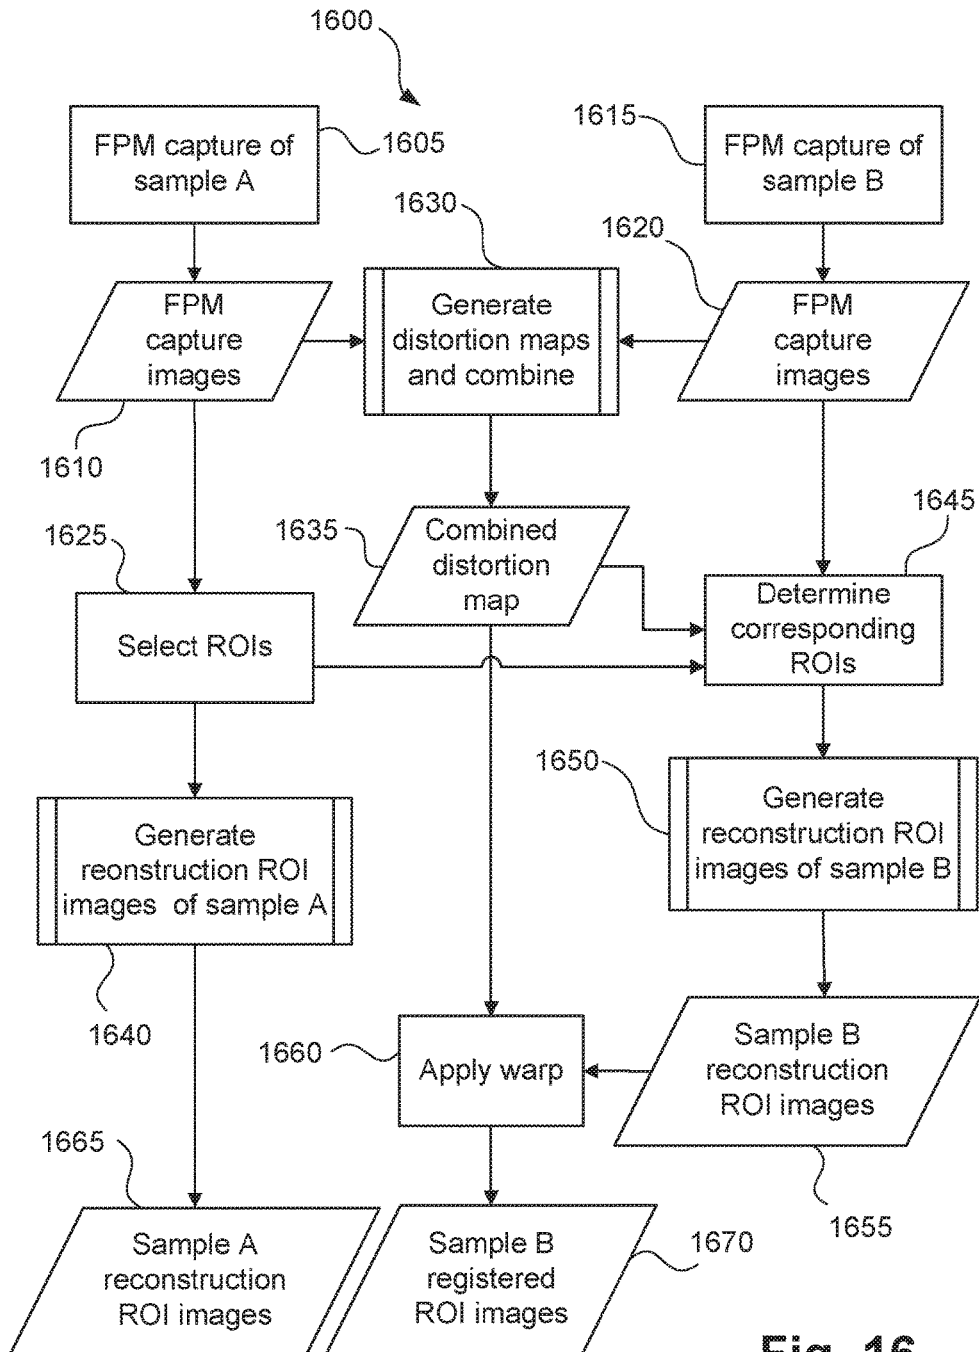 1600
FPM capture of
sample A
1605
1615
FPM capture of
sample B
1630
1620
FPM
capture
images
Generate
distortion maps
and combine
FPM
capture
images
1610
1625
1635
Combined
distortion
map
1645
Select ROIs
Determine
corresponding
ROIs
1650
Generate
reonstruction ROI
images of sample A
Generate
reconstruction ROI
images of sample B
1640
1660
Apply warp
Sample B
reconstruction
ROI images
1665
1655
Sample A
reconstruction
ROI images
Sample B
registered
ROI images
1670
Fig. 16